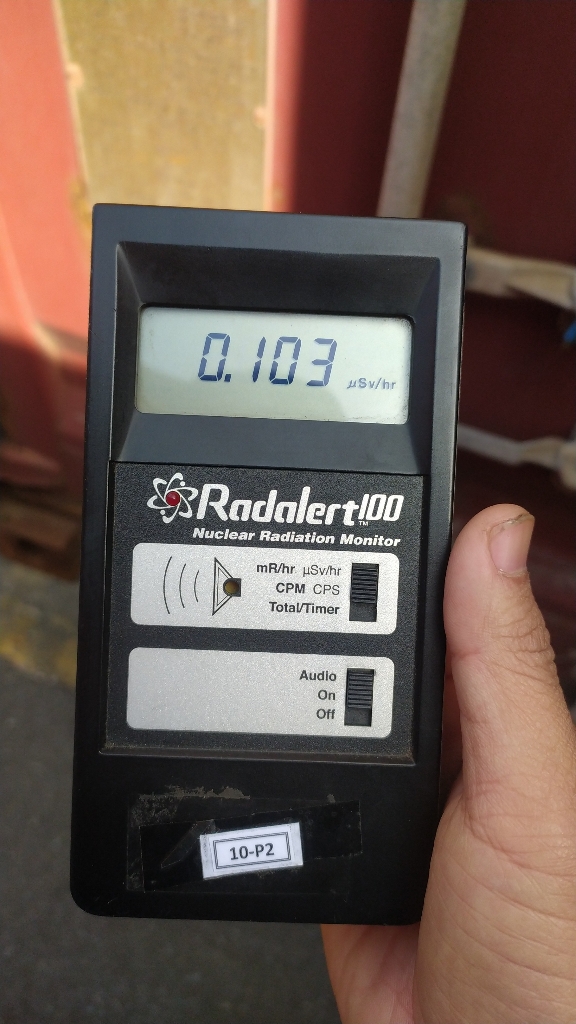 0.103 µSv/hr
Radalert100™
Nuclear Radiation Monitor
mR/hr µSv/hr
CPM CPS
Total/Timer
Audio
On
Off
10-P2